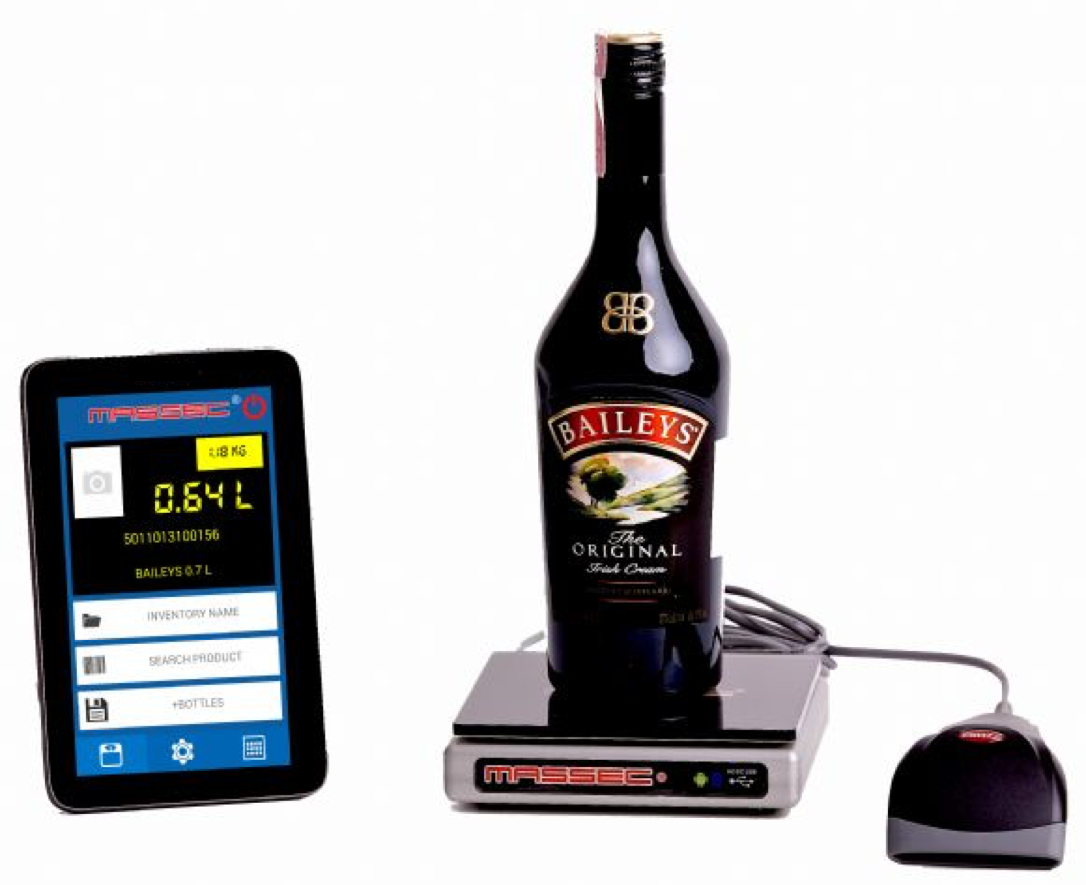 MASSEC®
1,18 KG
0.64 L
5011013100156
BAILEYS 0.7 L
INVENTORY NAME
SEARCH PRODUCT
+BOTTLES
BAILEYS
The
ORIGINAL
Irish Cream
MASSEC